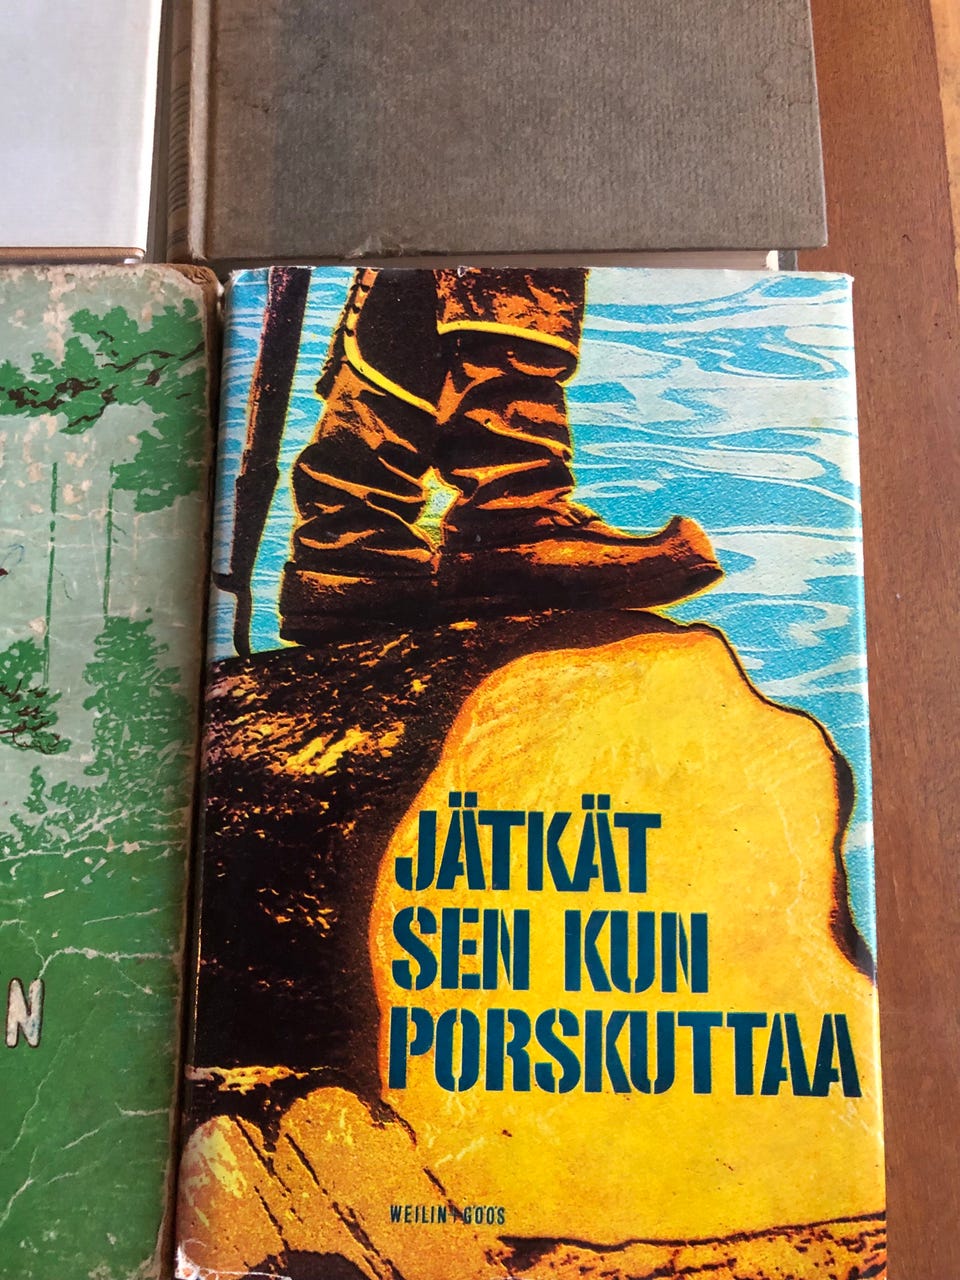 N
JÄTKÄT
SEN KUN
PORSKUTTAA
WEILIN+GÖÖS